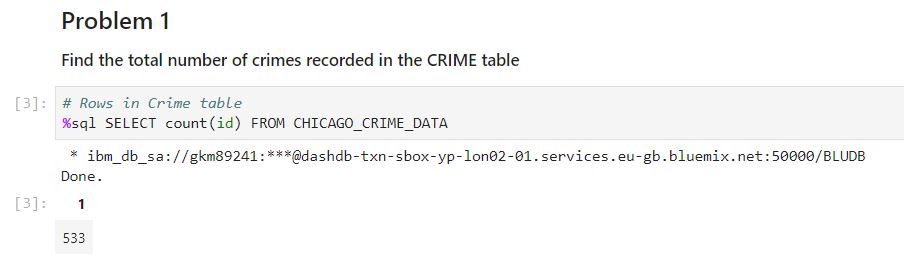 Problem 1
Find the total number of crimes recorded in the CRIME table
[3]: # Rows in Crime table
%sql SELECT count(id) FROM CHICAGO_CRIME_DATA
* ibm_db_sa://gkm89241:***@dashdb-txn-sbox-yp-lon02-01.services.eu-gb.bluemix.net:50000/BLUDB
Done.
[3]: 1
533